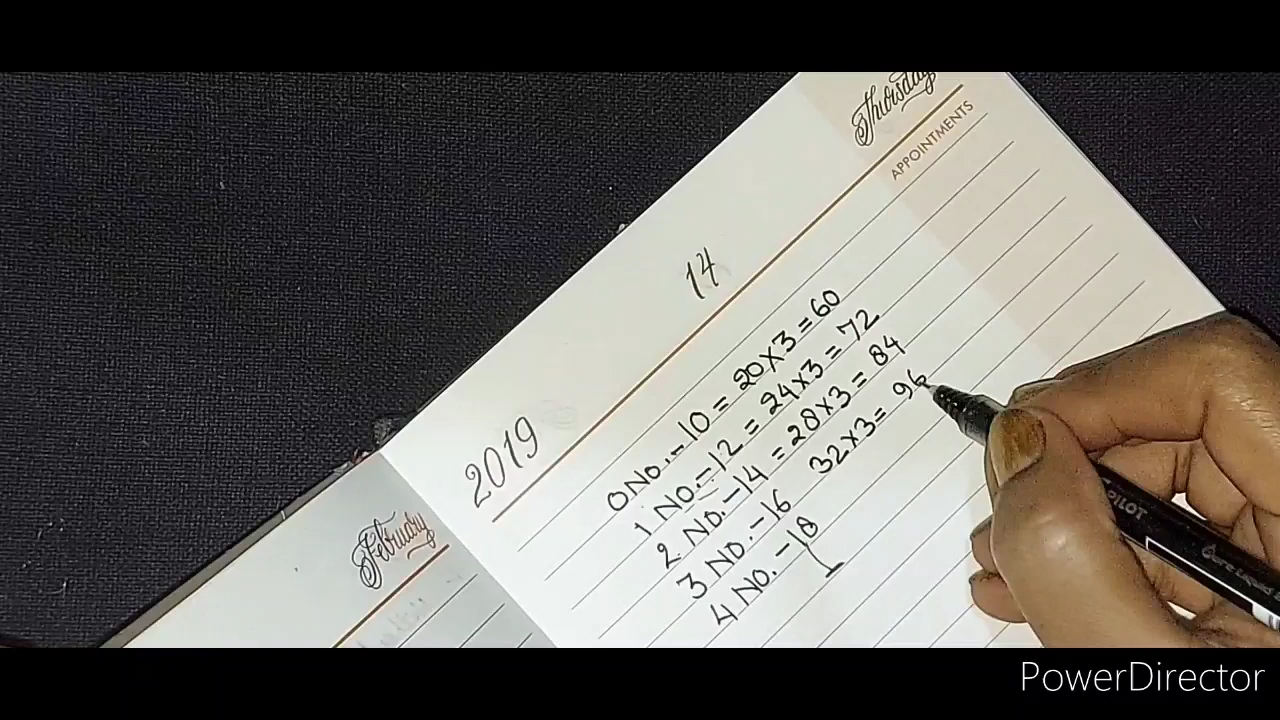 Thursday
APPOINTMENTS
14
2019
0 No. - 10 = 20×3 = 60
1 No. - 12 = 24×3 = 72
2 No. - 14 = 28×3 = 84
3 No. - 16 32×3 = 96
4 No. - 18
February
PILOT
PowerDirector